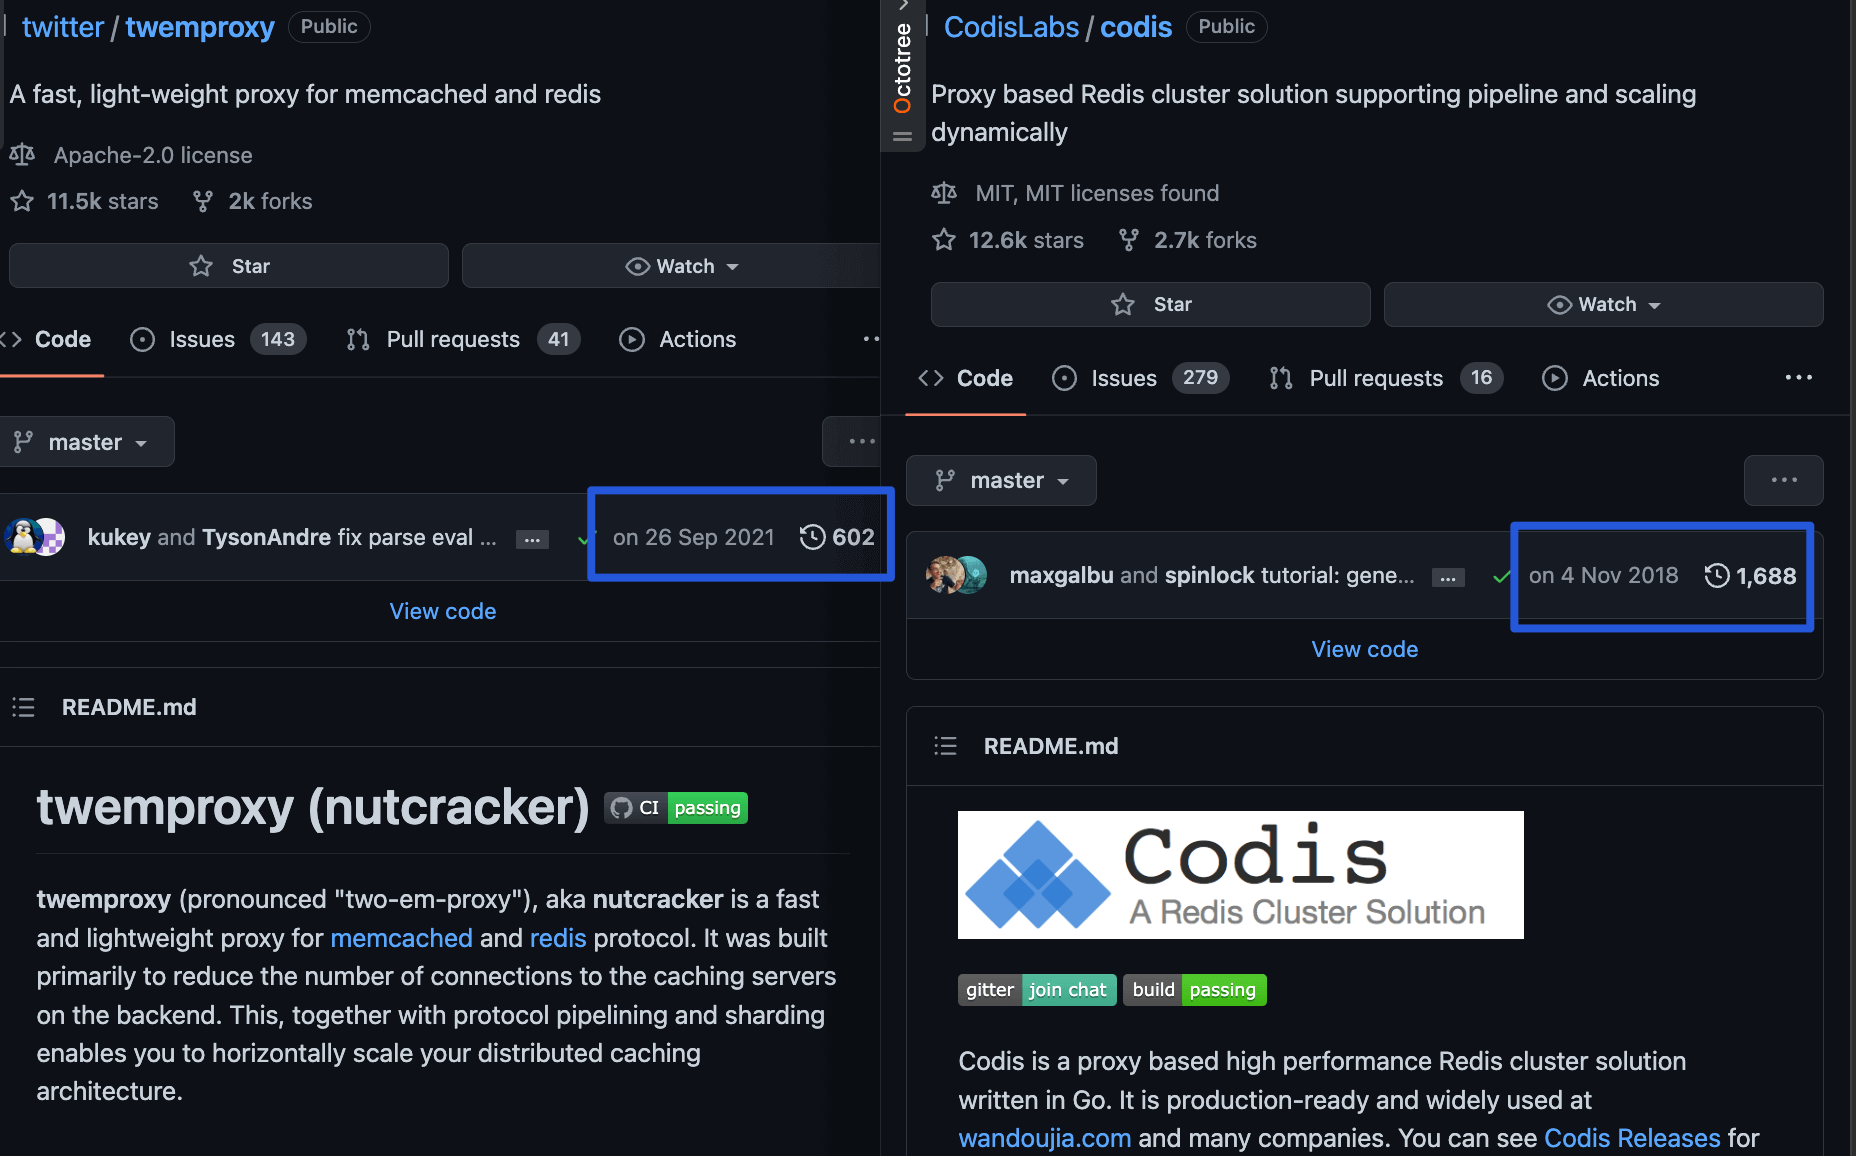 twitter / twemproxy Public
A fast, light-weight proxy for memcached and redis
Apache-2.0 license
11.5k stars 2k forks
Star Watch
Code Issues 143 Pull requests 41 Actions ...
master ...
kukey and TysonAndre fix parse eval ... ... on 26 Sep 2021 602
View code
README.md
twemproxy (nutcracker) CI passing
twemproxy (pronounced "two-em-proxy"), aka nutcracker is a fast
and lightweight proxy for memcached and redis protocol. It was built
primarily to reduce the number of connections to the caching servers
on the backend. This, together with protocol pipelining and sharding
enables you to horizontally scale your distributed caching
architecture.
Octotree
CodisLabs / codis Public
Proxy based Redis cluster solution supporting pipeline and scaling
dynamically
MIT, MIT licenses found
12.6k stars 2.7k forks
Star Watch
Code Issues 279 Pull requests 16 Actions ...
master ...
maxgalbu and spinlock tutorial: gene... ... on 4 Nov 2018 1,688
View code
README.md
Codis
A Redis Cluster Solution
gitter join chat build passing
Codis is a proxy based high performance Redis cluster solution
written in Go. It is production-ready and widely used at
wandoujia.com and many companies. You can see Codis Releases for